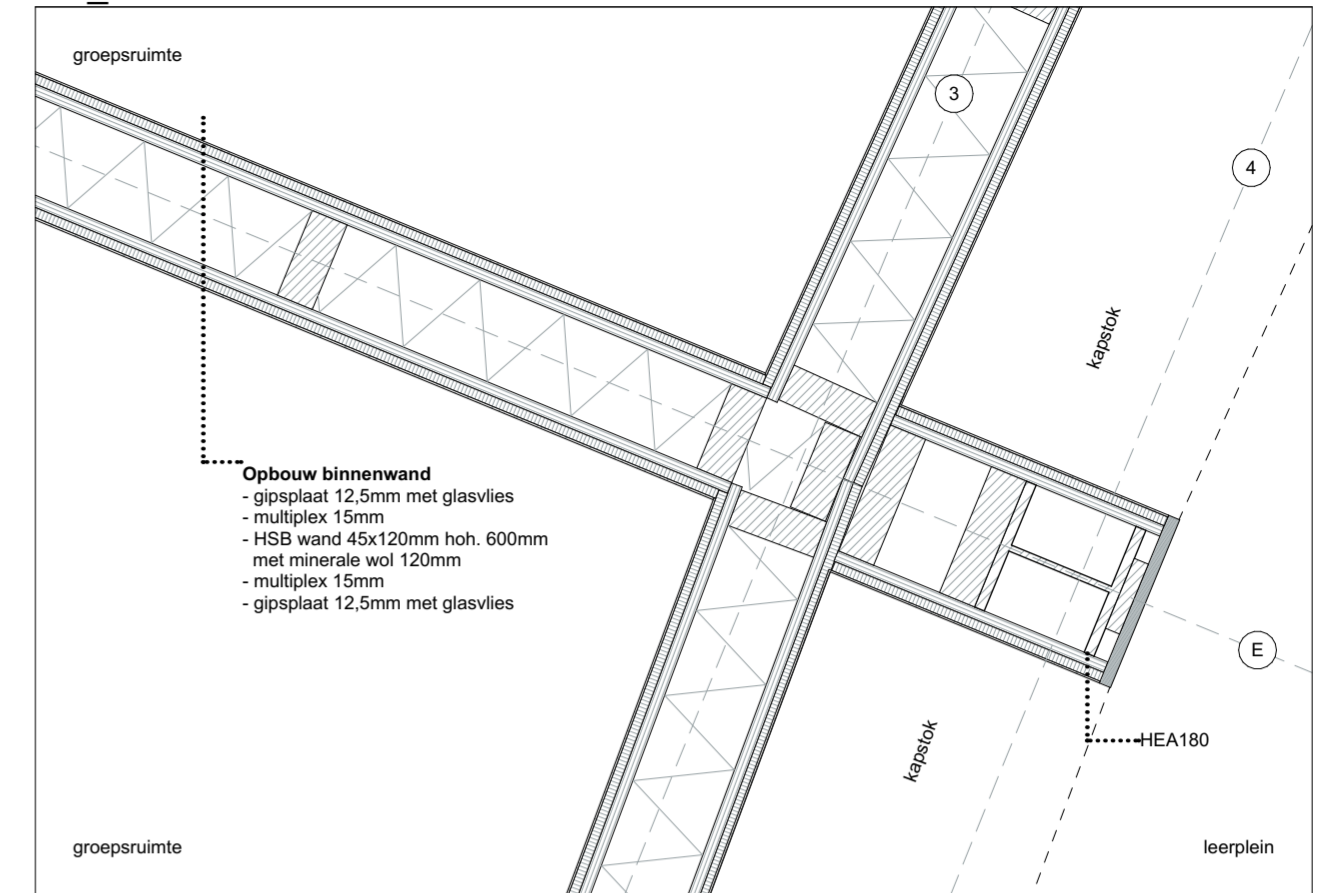 groepsruimte
3
4
kapstok
Opbouw binnenwand
- gipsplaat 12,5mm met glasvlies
- multiplex 15mm
- HSB wand 45x120mm hoh. 600mm
met minerale wol 120mm
- multiplex 15mm
- gipsplaat 12,5mm met glasvlies
E
kapstok
HEA180
groepsruimte
leerplein